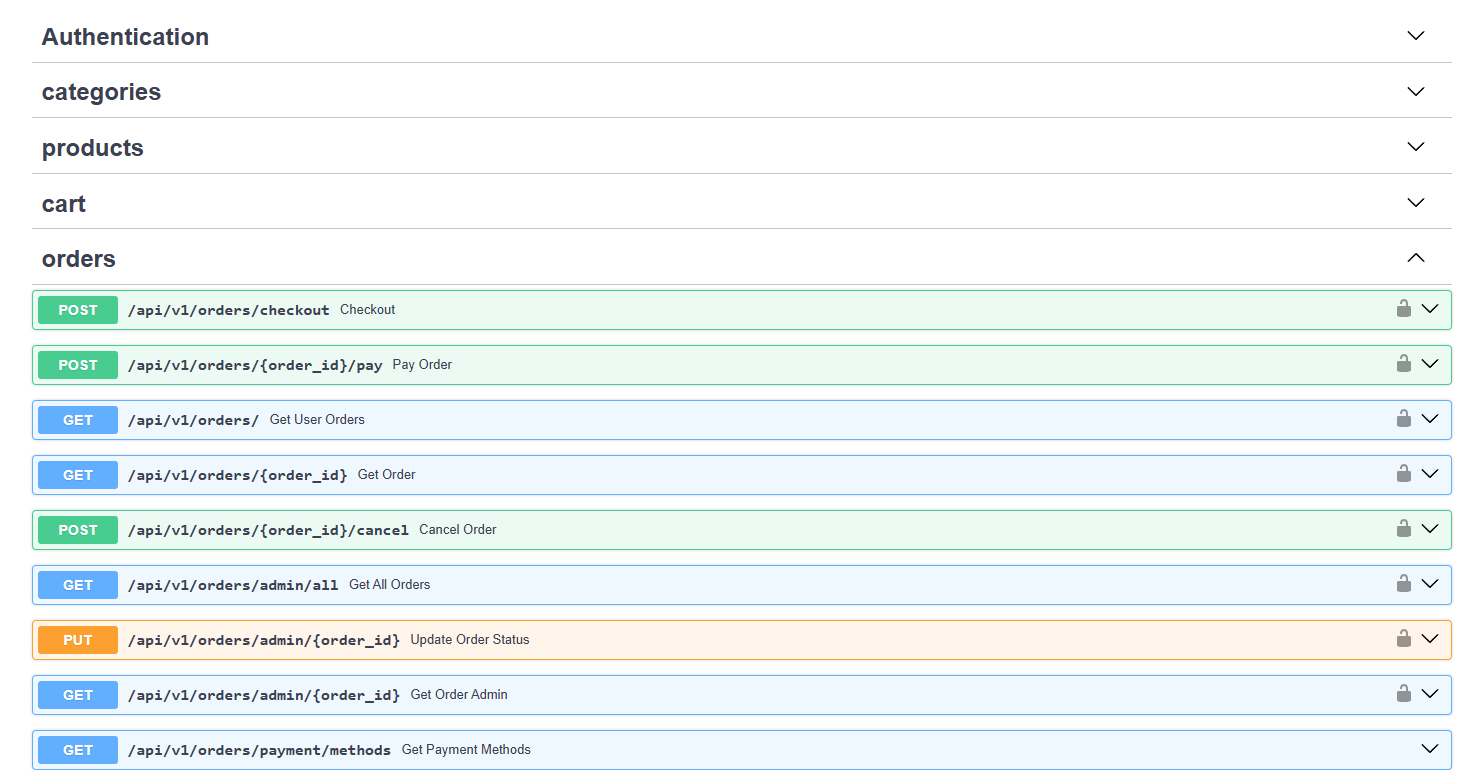 Authentication
categories
products
cart
orders
POST /api/v1/orders/checkout Checkout
POST /api/v1/orders/{order_id}/pay Pay Order
GET /api/v1/orders/ Get User Orders
GET /api/v1/orders/{order_id} Get Order
POST /api/v1/orders/{order_id}/cancel Cancel Order
GET /api/v1/orders/admin/all Get All Orders
PUT /api/v1/orders/admin/{order_id} Update Order Status
GET /api/v1/orders/admin/{order_id} Get Order Admin
GET /api/v1/orders/payment/methods Get Payment Methods